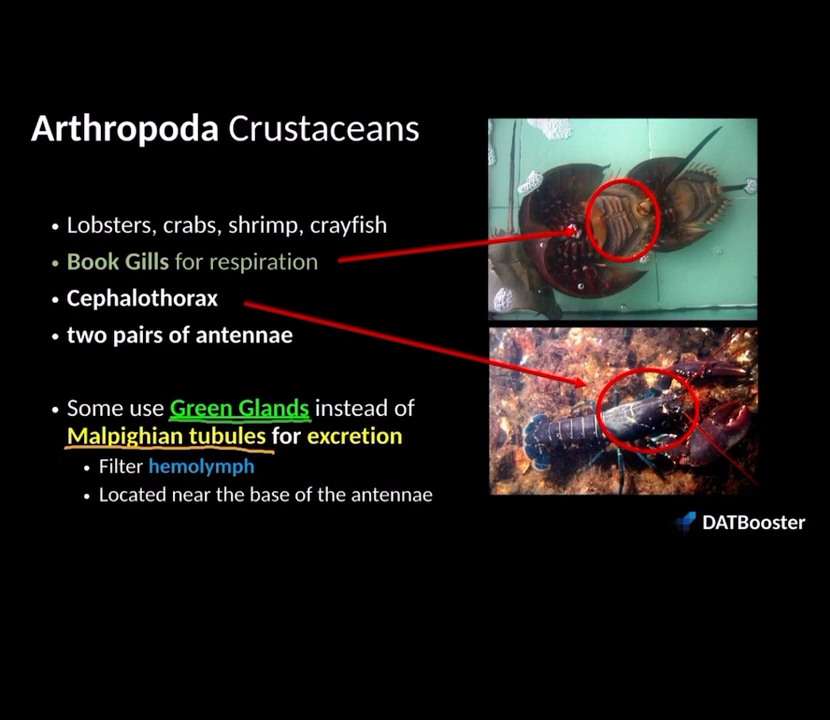 Arthropoda Crustaceans
• Lobsters, crabs, shrimp, crayfish
• Book Gills for respiration
• Cephalothorax
• two pairs of antennae
• Some use Green Glands instead of
Malpighian tubules for excretion
• Filter hemolymph
• Located near the base of the antennae
DATBooster